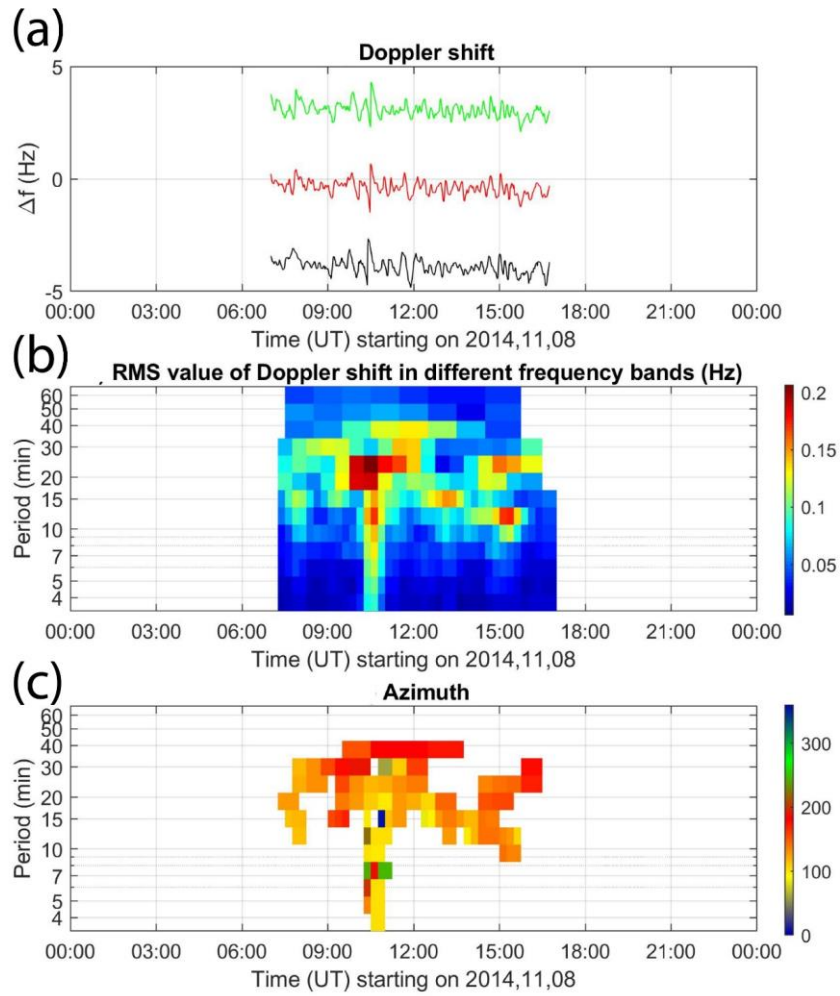 (a)
Doppler shift
5
0
-5
Δf (Hz)
00:00 03:00 06:00 09:00 12:00 15:00 18:00 21:00 00:00
Time (UT) starting on 2014,11,08
(b)
RMS value of Doppler shift in different frequency bands (Hz)
60
50
40
30
20
15
10
7
5
4
Period (min)
0.2
0.15
0.1
0.05
00:00 03:00 06:00 09:00 12:00 15:00 18:00 21:00 00:00
Time (UT) starting on 2014,11,08
(c)
Azimuth
60
50
40
30
20
15
10
7
5
4
Period (min)
300
200
100
0
00:00 03:00 06:00 09:00 12:00 15:00 18:00 21:00 00:00
Time (UT) starting on 2014,11,08